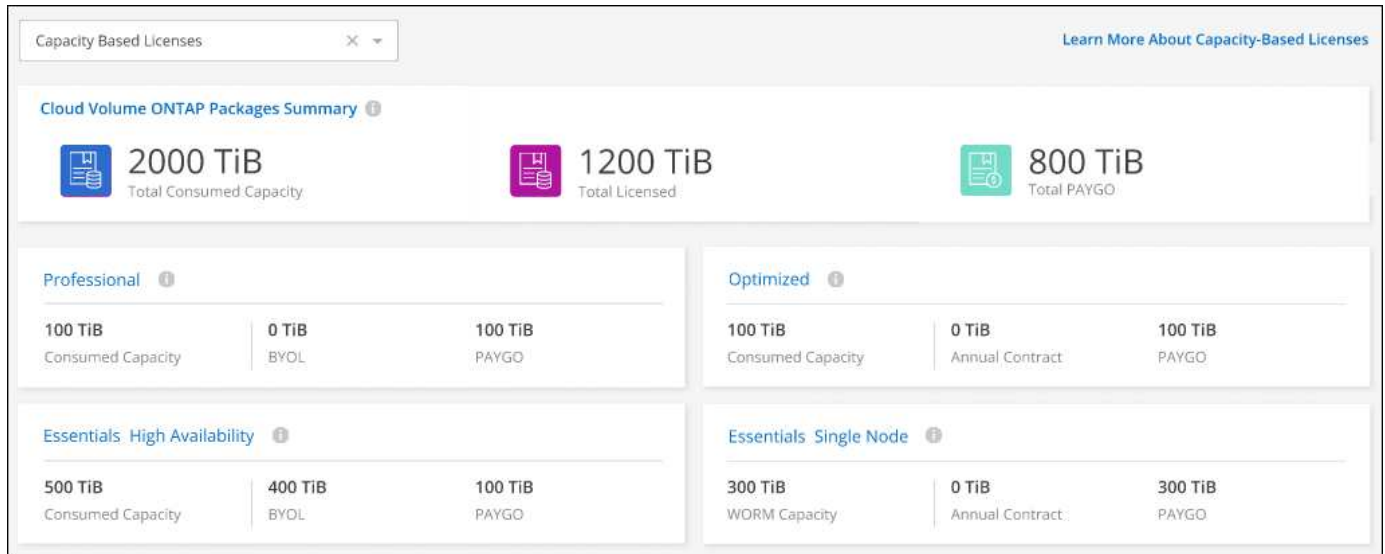 Capacity Based Licenses
Learn More About Capacity-Based Licenses
Cloud Volume ONTAP Packages Summary
2000 TiB
Total Consumed Capacity
1200 TiB
Total Licensed
800 TiB
Total PAYGO
Professional
100 TiB
Consumed Capacity
0 TiB
BYOL
100 TiB
PAYGO
Optimized
100 TiB
Consumed Capacity
0 TiB
Annual Contract
100 TiB
PAYGO
Essentials High Availability
500 TiB
Consumed Capacity
400 TiB
BYOL
100 TiB
PAYGO
Essentials Single Node
300 TiB
WORM Capacity
0 TiB
Annual Contract
300 TiB
PAYGO